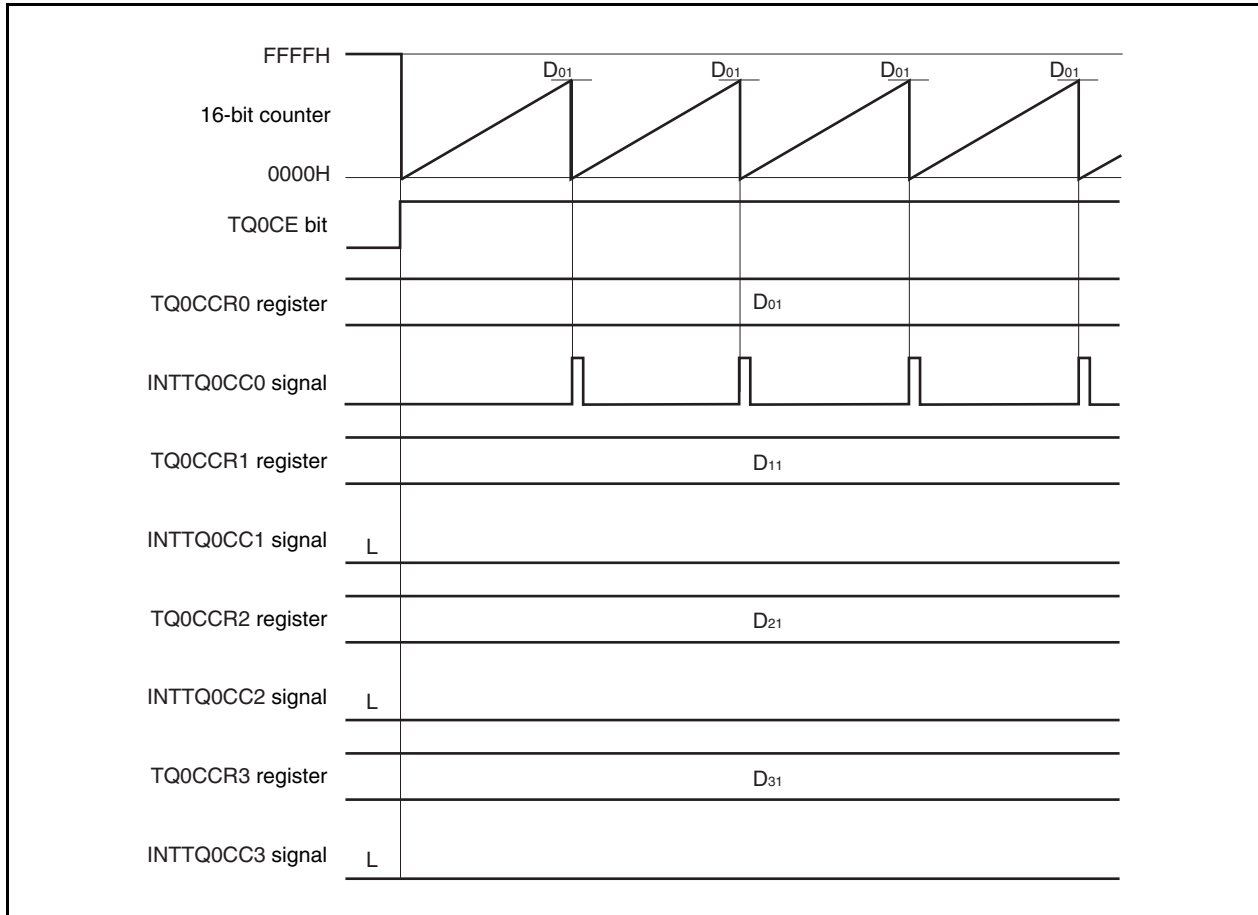 FFFFH
D01 D01 D01 D01
16-bit counter
0000H
TQ0CE bit
TQ0CCR0 register D01
INTTQ0CC0 signal
TQ0CCR1 register D11
INTTQ0CC1 signal L
TQ0CCR2 register D21
INTTQ0CC2 signal L
TQ0CCR3 register D31
INTTQ0CC3 signal L